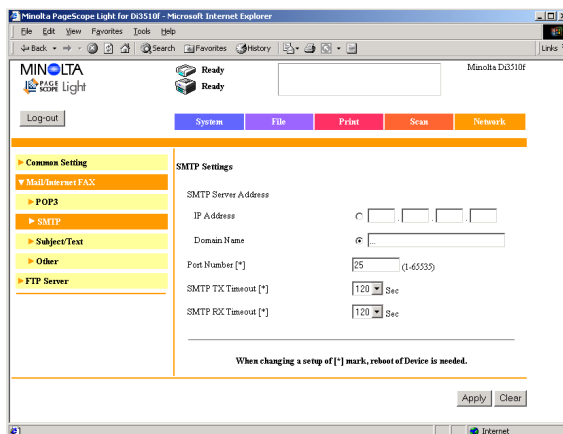 Minolta PageScope Light for Di3510f - Microsoft Internet Explorer
File Edit View Favorites Tools Help
Back Search Favorites History Links
MINOLTA Ready Minolta Di3510f
PAGE SCOPE Light Ready
Log-out System File Print Scan Network
Common Setting
SMTP Settings
Mail/Internet FAX
SMTP Server Address
POP3
IP Address . . .
SMTP
Subject/Text
Domain Name ...
Other
Port Number [*] 25 (1-65535)
FTP Server
SMTP TX Timeout [*] 120 Sec
SMTP RX Timeout [*] 120 Sec
When changing a setup of [*] mark, reboot of Device is needed.
Apply Clear
Internet